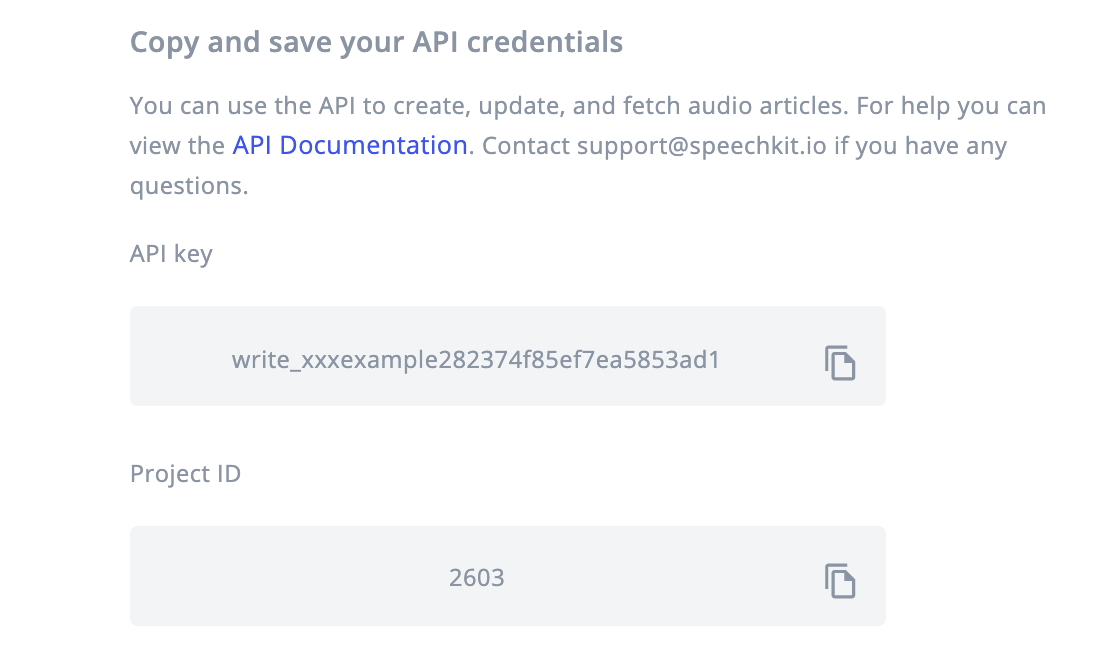 Copy and save your API credentials
You can use the API to create, update, and fetch audio articles. For help you can
view the API Documentation. Contact support@speechkit.io if you have any
questions.
API key
write_xxxexample282374f85ef7ea5853ad1
Project ID
2603